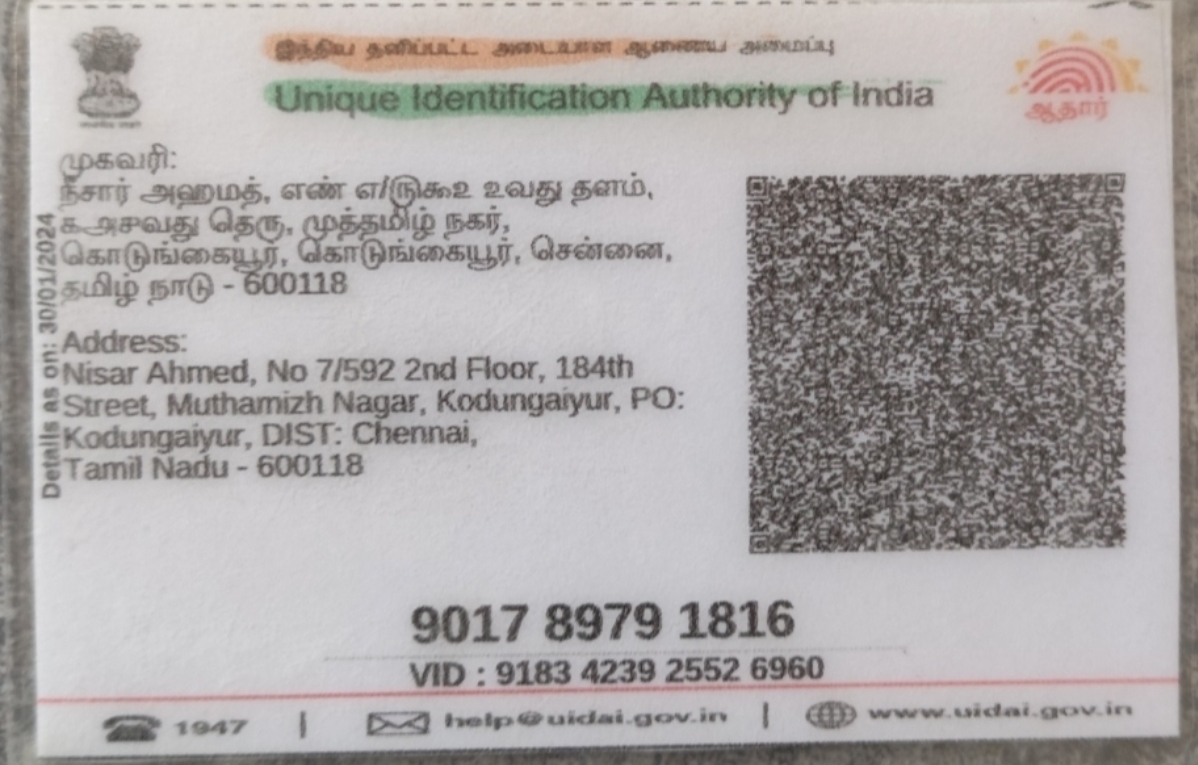 இந்திய தனிப்பட்ட அடையாள ஆணைய அமைப்பு
Unique Identification Authority of India
ஆதார்
முகவரி:
நிசார் அஹமத், எண் எ/௫௯௨ உவது தளம்,
க௮சவது தெரு, முத்தமிழ் நகர்,
கொடுங்கையூர், கொடுங்கையூர், சென்னை,
தமிழ் நாடு - 600118
Details as on: 30/01/2024
Address:
Nisar Ahmed, No 7/592 2nd Floor, 184th
Street, Muthamizh Nagar, Kodungaiyur, PO:
Kodungaiyur, DIST: Chennai,
Tamil Nadu - 600118
9017 8979 1816
VID : 9183 4239 2552 6960
1947 | help@uidai.gov.in | www.uidai.gov.in